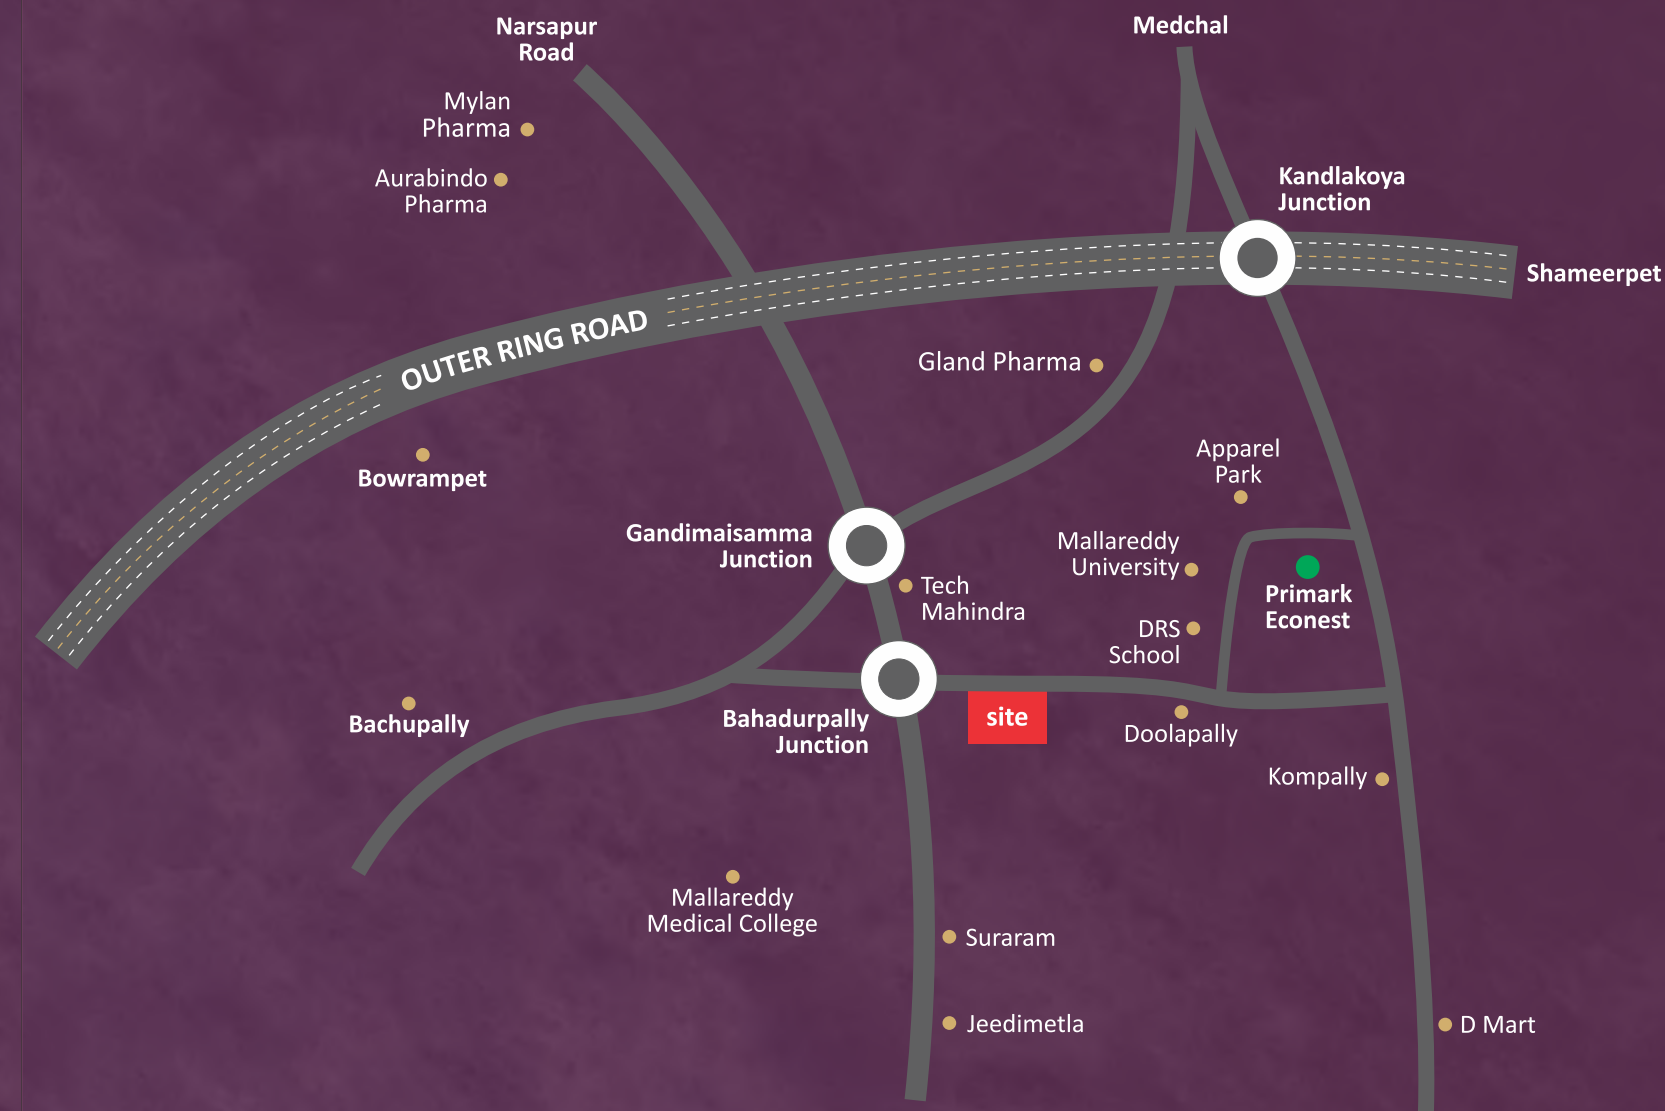 Narsapur
Road
Medchal
Mylan
Pharma
Aurabindo
Pharma
Kandlakoya
Junction
Shameerpet
OUTER RING ROAD
Gland Pharma
Bowrampet
Apparel
Park
Gandimaisamma
Junction
Mallareddy
University
Tech
Mahindra
Primark
Econest
DRS
School
Bachupally
Bahadurpally
Junction
site
Doolapally
Kompally
Mallareddy
Medical College
Suraram
Jeedimetla
D Mart